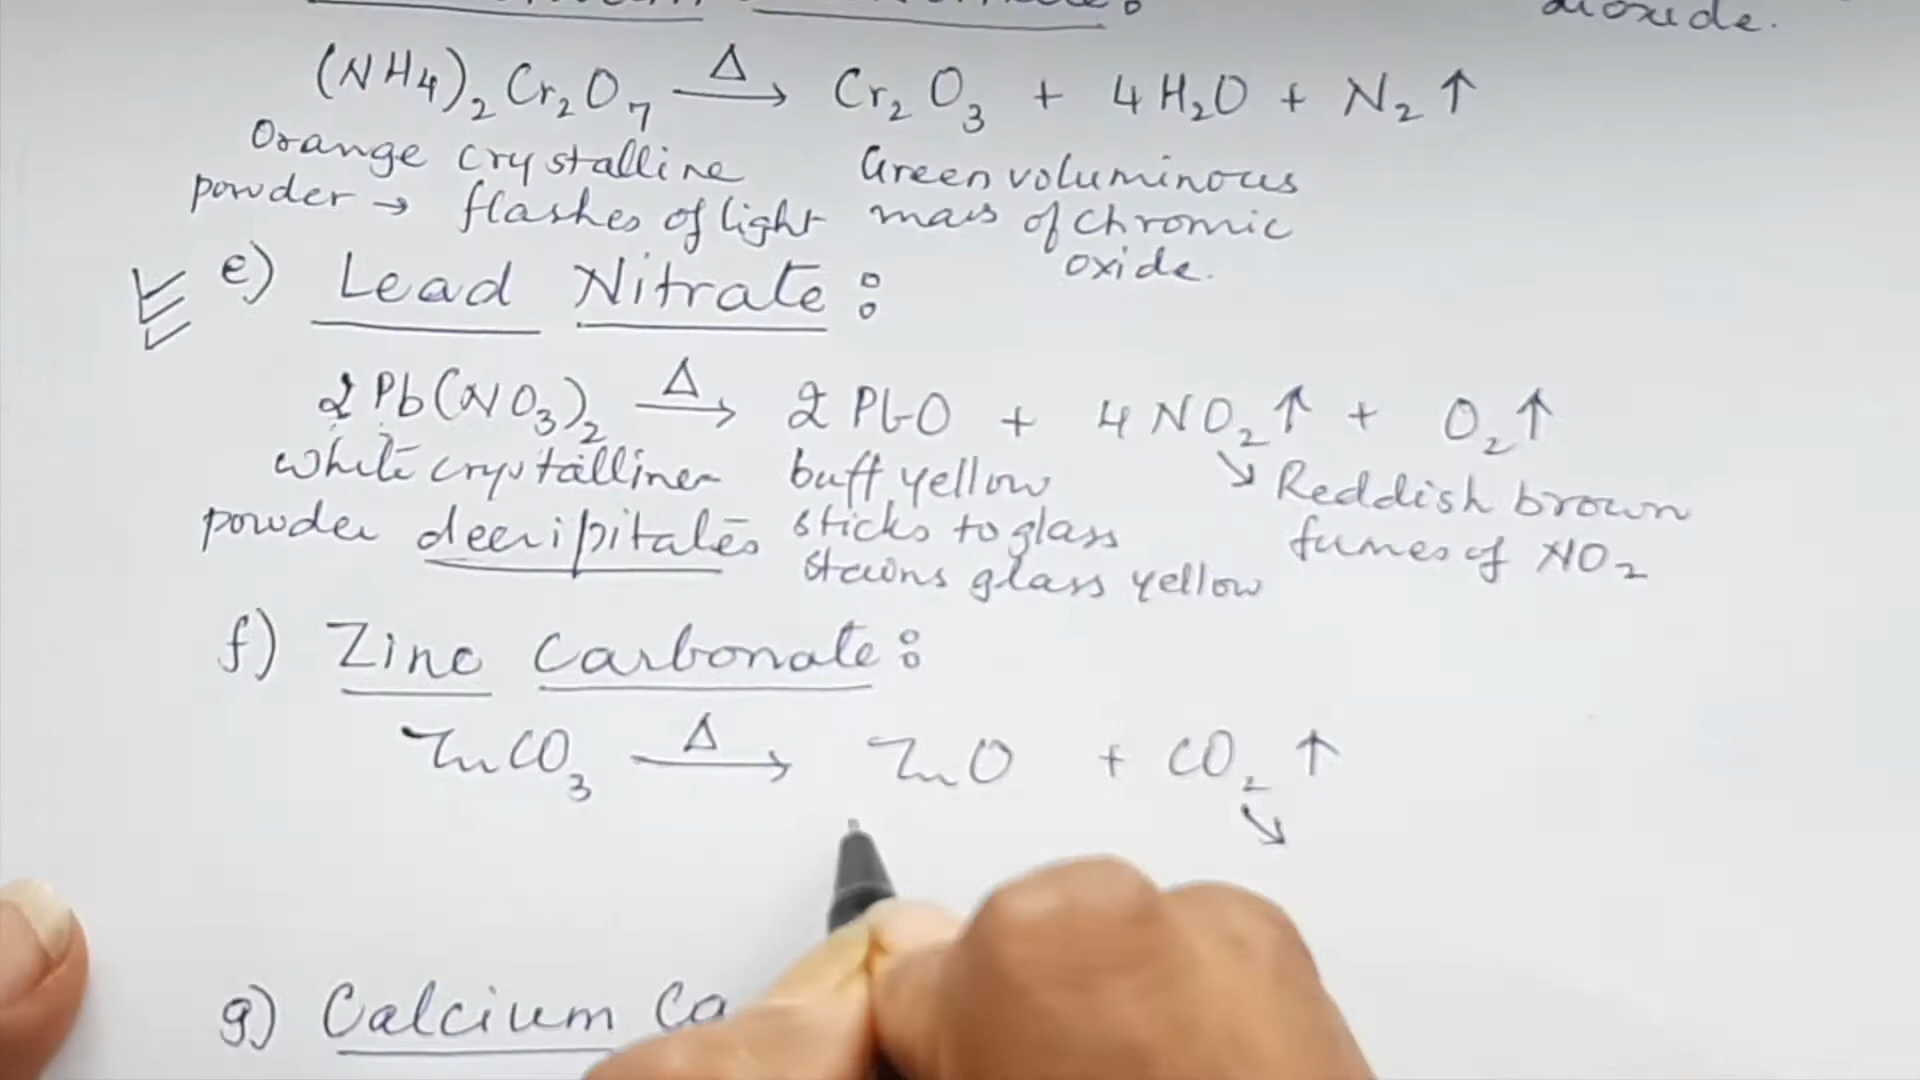 dioxide.
(NH4)₂Cr₂O₇ —Δ→ Cr₂O₃ + 4H₂O + N₂↑
Orange crystalline Green voluminous
powder → flashes of light mass of chromic
oxide.
e) Lead Nitrate:
2Pb(NO₃)₂ —Δ→ 2PbO + 4NO₂↑ + O₂↑
white crystalline buff yellow ↘ Reddish brown
powder decripitates sticks to glass fumes of NO₂
stains glass yellow
f) Zinc Carbonate:
ZnCO₃ —Δ→ ZnO + CO₂↑
↘
g) Calcium Ca